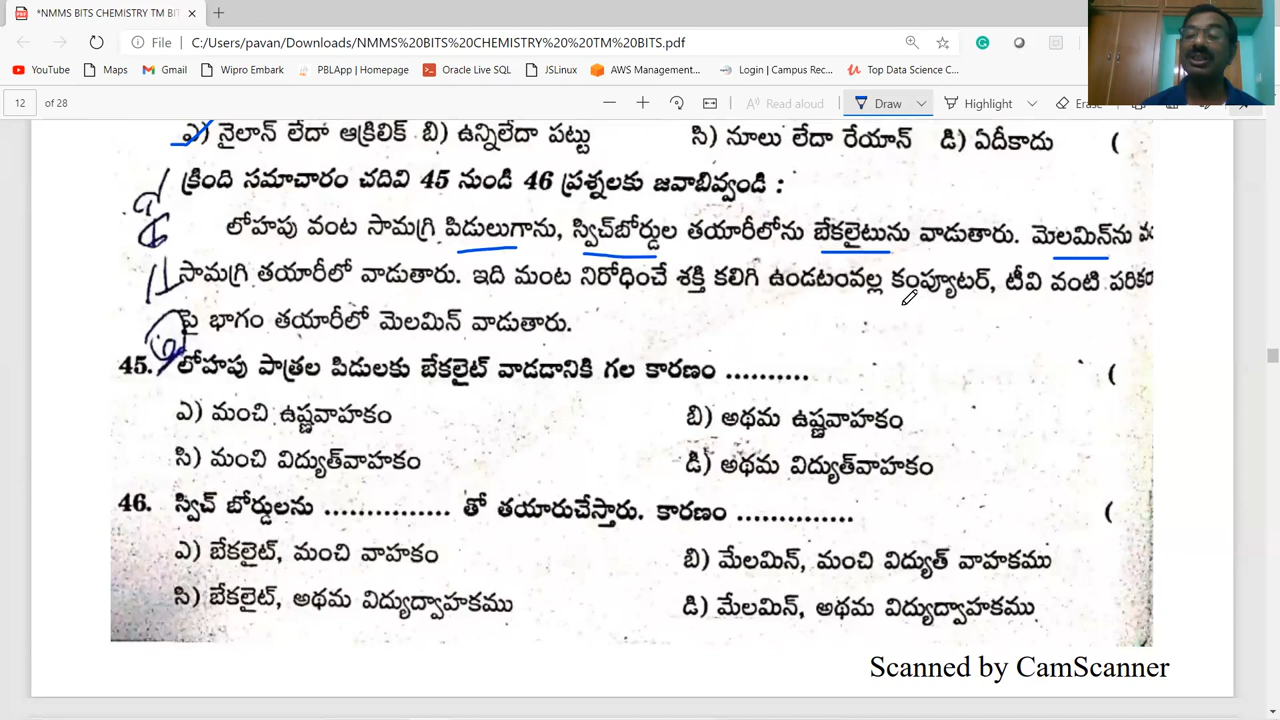 *NMMS BITS CHEMISTRY TM BIT
File C:/Users/pavan/Downloads/NMMS%20BITS%20CHEMISTRY%20%20TM%20BITS.pdf
YouTube Maps Gmail Wipro Embark PBLApp | Homepage Oracle Live SQL JSLinux AWS Management... Login | Campus Rec... Top Data Science C...
12 of 28 Read aloud Draw Highlight Erase
ఎ) నైలాన్ లేదా ఆక్రిలిక్ బి) ఉన్నిలేదా పట్టు సి) నూలు లేదా రేయాన్ డి) ఏదీకాదు (
క్రింది సమాచారం చదివి 45 నుండి 46 ప్రశ్నలకు జవాబివ్వండి :
లోహపు వంట సామగ్రి పిడులుగాను, స్విచ్‌బోర్డుల తయారీలోను బేకలైటును వాడుతారు. మెలమిన్‌ను
సామగ్రి తయారీలో వాడుతారు. ఇది మంట నిరోధించే శక్తి కలిగి ఉండటంవల్ల కంప్యూటర్, టీవి వంటి పరికర
పై భాగం తయారీలో మెలమిన్ వాడుతారు.
45. లోహపు పాత్రల పిడులకు బేకలైట్ వాడడానికి గల కారణం .......... (
ఎ) మంచి ఉష్ణవాహకం బి) అథమ ఉష్ణవాహకం
సి) మంచి విద్యుత్‌వాహకం డి) అథమ విద్యుత్‌వాహకం
46. స్విచ్ బోర్డులను ............... తో తయారుచేస్తారు. కారణం .............. (
ఎ) బేకలైట్, మంచి వాహకం బి) మేలమిన్, మంచి విద్యుత్ వాహకము
సి) బేకలైట్, అథమ విద్యుద్వాహకము డి) మేలమిన్, అథమ విద్యుద్వాహకము
Scanned by CamScanner